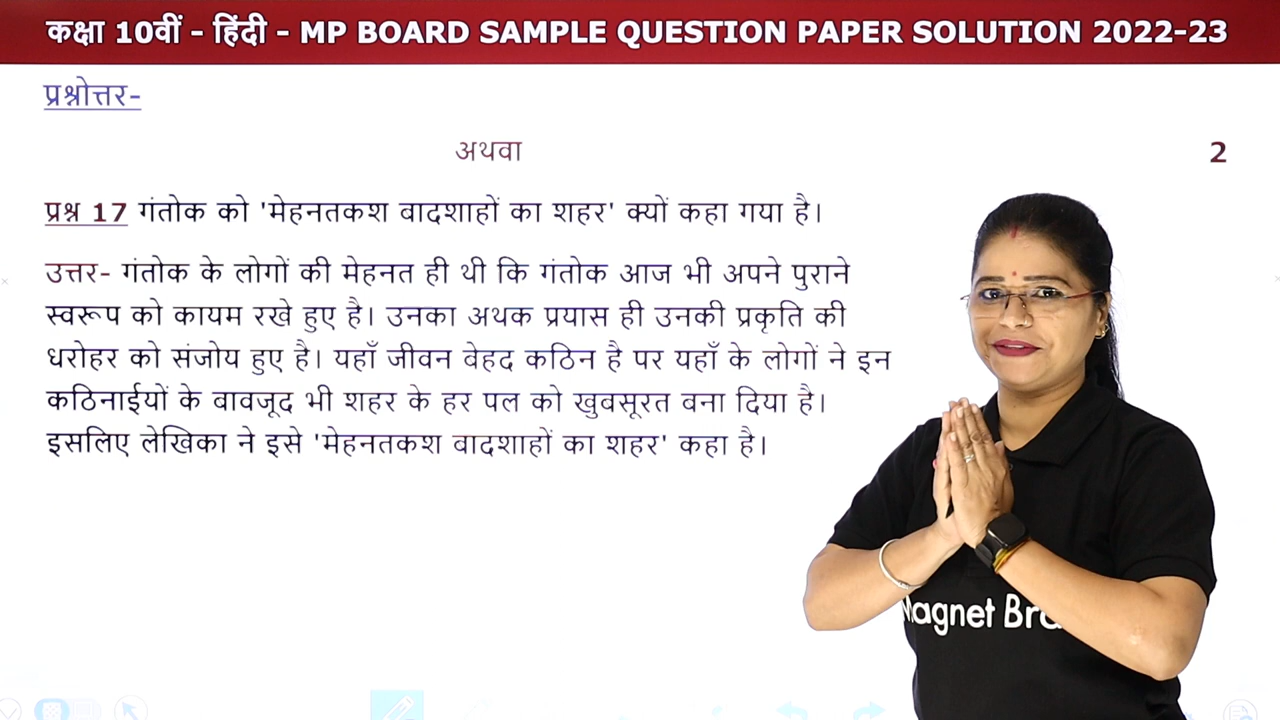 कक्षा 10वीं - हिंदी - MP BOARD SAMPLE QUESTION PAPER SOLUTION 2022-23
प्रश्नोत्तर-
अथवा 2
प्रश्न 17 गंतोक को 'मेहनतकश बादशाहों का शहर' क्यों कहा गया है।
उत्तर- गंतोक के लोगों की मेहनत ही थी कि गंतोक आज भी अपने पुराने
स्वरूप को कायम रखे हुए है। उनका अथक प्रयास ही उनकी प्रकृति की
धरोहर को संजोय हुए है। यहाँ जीवन बेहद कठिन है पर यहाँ के लोगों ने इन
कठिनाईयों के बावजूद भी शहर के हर पल को खुबसूरत बना दिया है।
इसलिए लेखिका ने इसे 'मेहनतकश बादशाहों का शहर' कहा है।
Magnet Bra